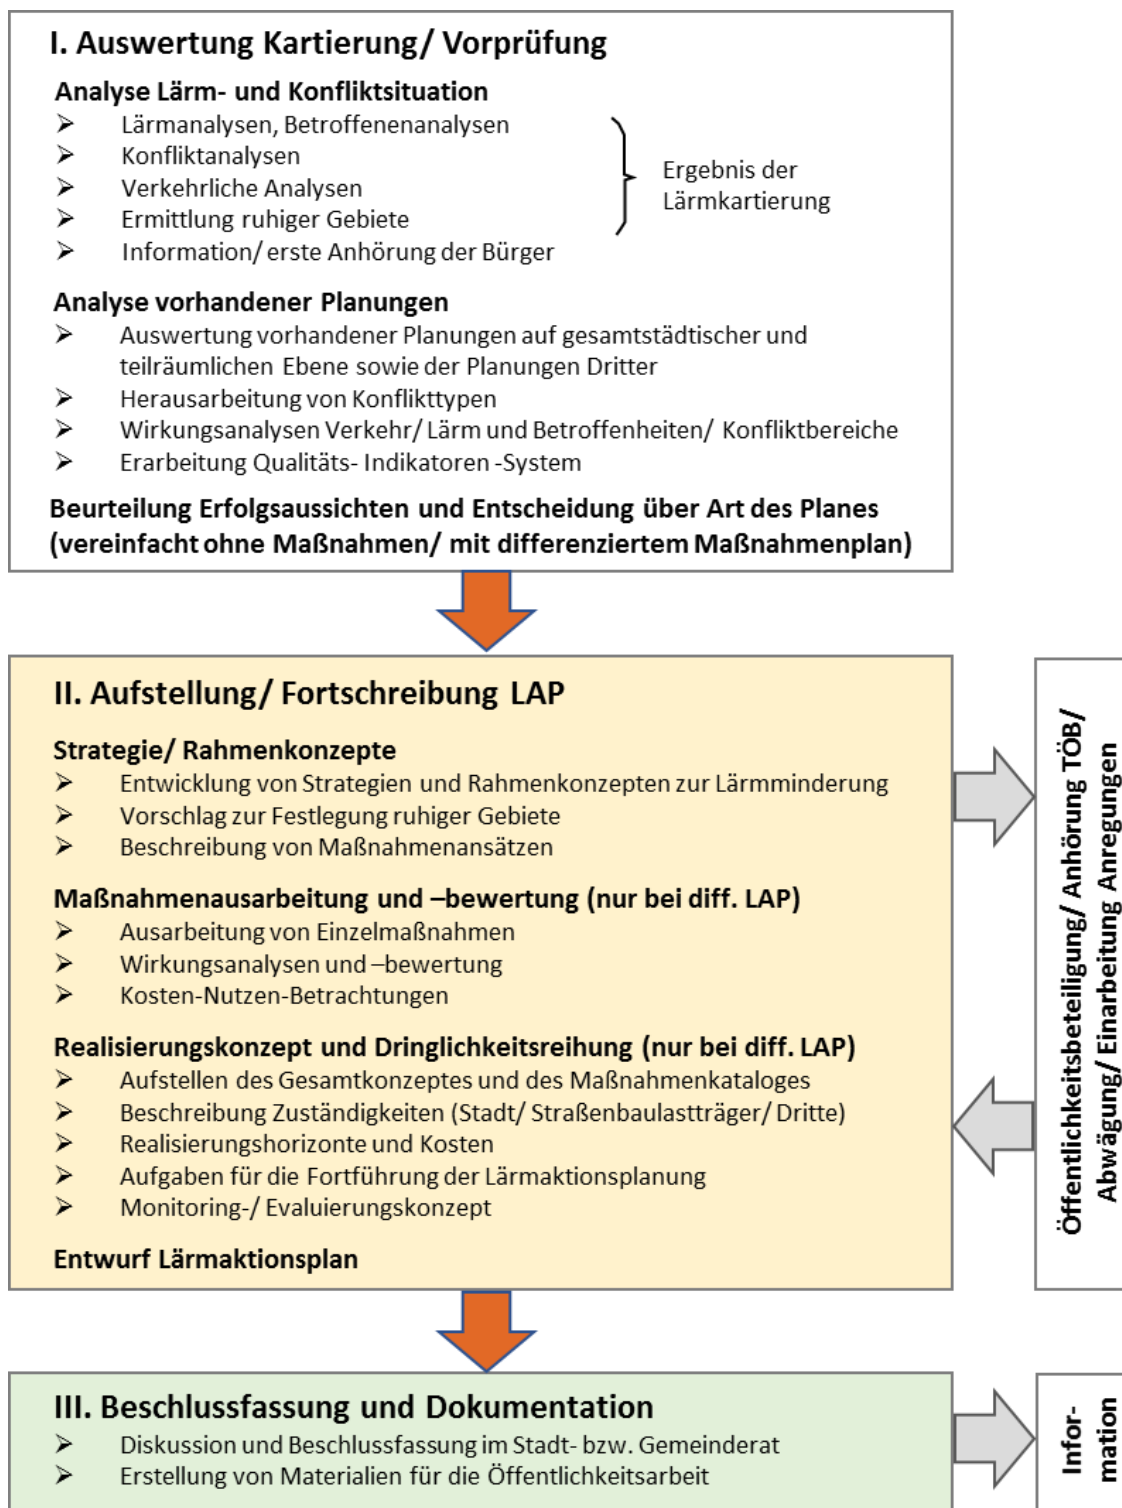 I. Auswertung Kartierung/ Vorprüfung
Analyse Lärm- und Konfliktsituation
➢ Lärmanalysen, Betroffenenanalysen
➢ Konfliktanalysen
➢ Verkehrliche Analysen
➢ Ermittlung ruhiger Gebiete
➢ Information/ erste Anhörung der Bürger
Ergebnis der
Lärmkartierung
Analyse vorhandener Planungen
➢ Auswertung vorhandener Planungen auf gesamtstädtischer und
teilräumlichen Ebene sowie der Planungen Dritter
➢ Herausarbeitung von Konflikttypen
➢ Wirkungsanalysen Verkehr/ Lärm und Betroffenheiten/ Konfliktbereiche
➢ Erarbeitung Qualitäts- Indikatoren -System
Beurteilung Erfolgsaussichten und Entscheidung über Art des Planes
(vereinfacht ohne Maßnahmen/ mit differenziertem Maßnahmenplan)
II. Aufstellung/ Fortschreibung LAP
Strategie/ Rahmenkonzepte
➢ Entwicklung von Strategien und Rahmenkonzepten zur Lärmminderung
➢ Vorschlag zur Festlegung ruhiger Gebiete
➢ Beschreibung von Maßnahmenansätzen
Maßnahmenausarbeitung und –bewertung (nur bei diff. LAP)
➢ Ausarbeitung von Einzelmaßnahmen
➢ Wirkungsanalysen und –bewertung
➢ Kosten-Nutzen-Betrachtungen
Realisierungskonzept und Dringlichkeitsreihung (nur bei diff. LAP)
➢ Aufstellen des Gesamtkonzeptes und des Maßnahmenkataloges
➢ Beschreibung Zuständigkeiten (Stadt/ Straßenbaulastträger/ Dritte)
➢ Realisierungshorizonte und Kosten
➢ Aufgaben für die Fortführung der Lärmaktionsplanung
➢ Monitoring-/ Evaluierungskonzept
Entwurf Lärmaktionsplan
Öffentlichkeitsbeteiligung/ Anhörung TÖB/
Abwägung/ Einarbeitung Anregungen
III. Beschlussfassung und Dokumentation
➢ Diskussion und Beschlussfassung im Stadt- bzw. Gemeinderat
➢ Erstellung von Materialien für die Öffentlichkeitsarbeit
Infor-
mation